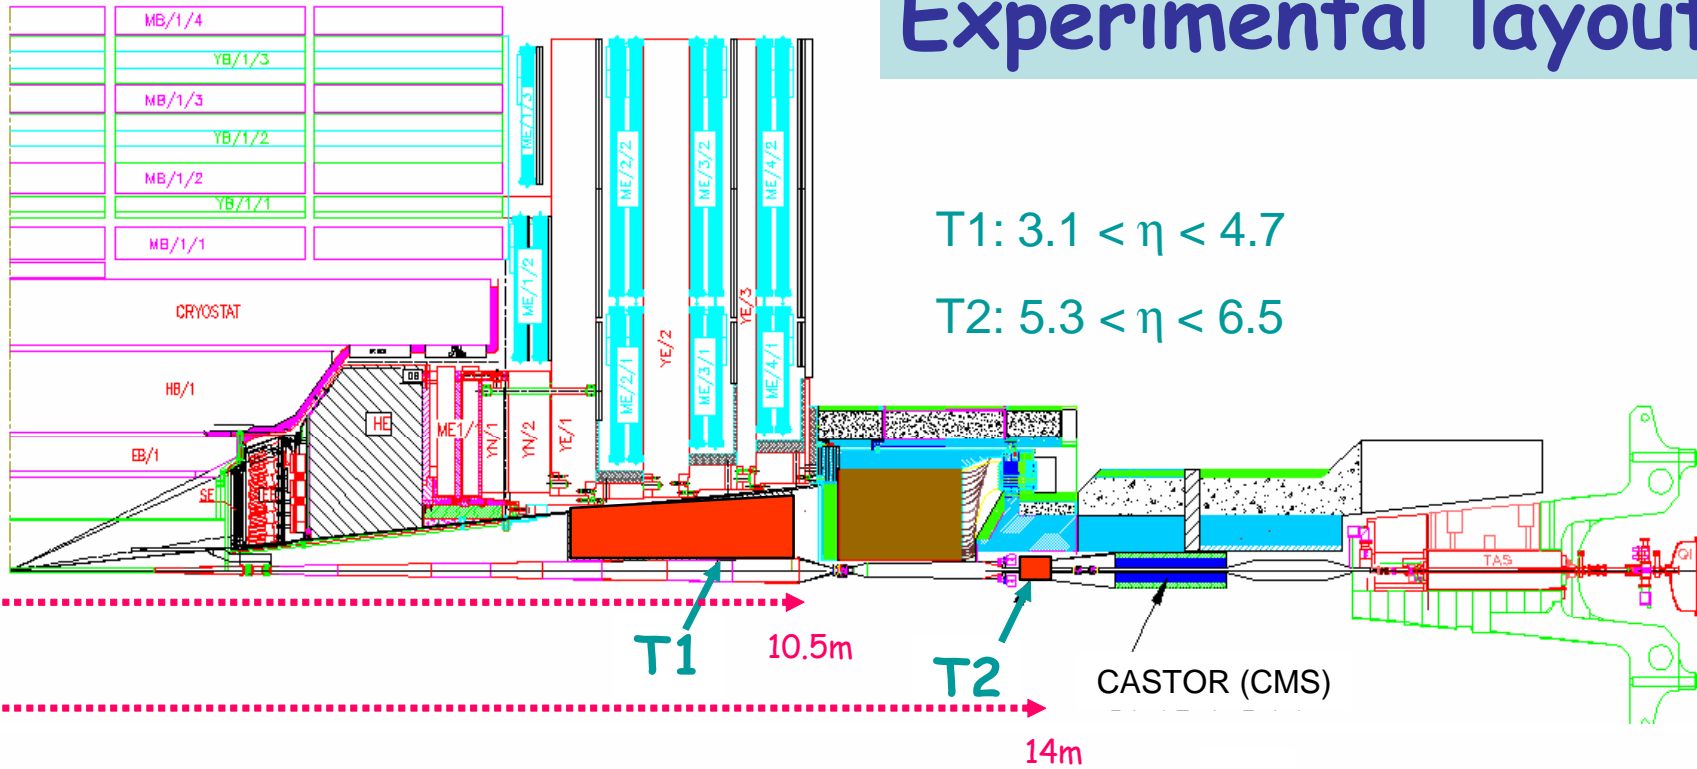 Experimental layout
MB/1/4
YB/1/3
MB/1/3
YB/1/2
MB/1/2
YB/1/1
MB/1/1
CRYOSTAT
HB/1
EB/1
SE
HE
DB
ME1/1
YN/1
YN/2
YE/1
ME/1/3
ME/1/2
ME/2/2
ME/2/1
YE/2
ME/3/2
ME/3/1
YE/3
ME/4/2
ME/4/1
T1: 3.1 < η < 4.7
T2: 5.3 < η < 6.5
TAS
T1
10.5m
T2
CASTOR (CMS)
14m